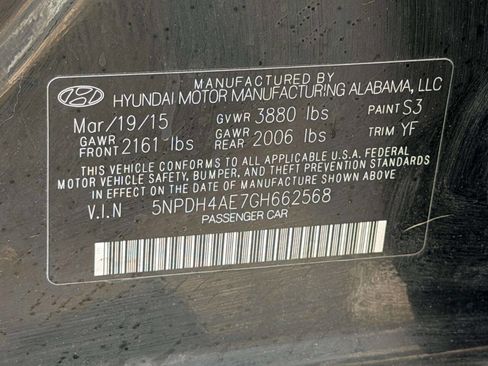 MANUFACTURED BY
HYUNDAI MOTOR MANUFACTURING ALABAMA, LLC
Mar/19/15 GVWR 3880 lbs PAINT S3
GAWR FRONT 2161 lbs GAWR REAR 2006 lbs TRIM YF
THIS VEHICLE CONFORMS TO ALL APPLICABLE U.S.A. FEDERAL
MOTOR VEHICLE SAFETY, BUMPER, AND THEFT PREVENTION STANDARDS
IN EFFECT ON THE DATE OF MANUFACTURE SHOWN ABOVE
V.I.N 5NPDH4AE7GH662568
PASSENGER CAR